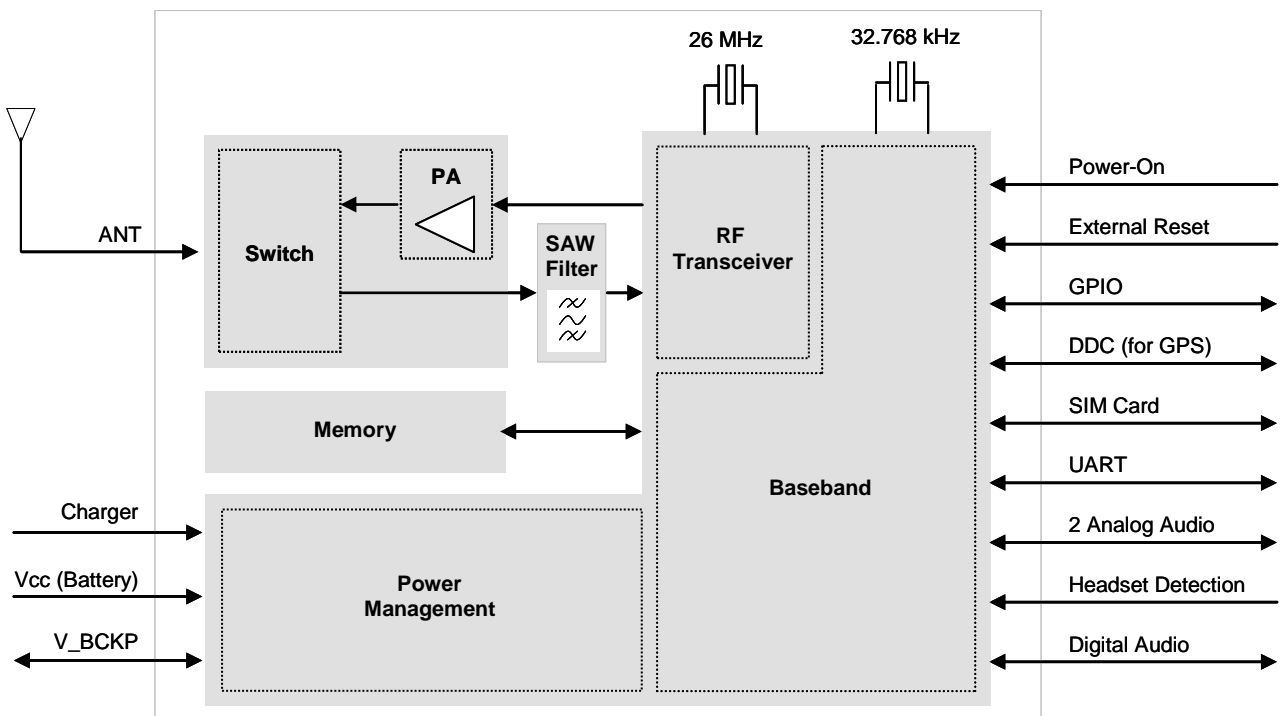 26 MHz
32.768 kHz
ANT
Switch
PA
SAW
Filter
RF
Transceiver
Memory
Baseband
Charger
Vcc (Battery)
V_BCKP
Power
Management
Power-On
External Reset
GPIO
DDC (for GPS)
SIM Card
UART
2 Analog Audio
Headset Detection
Digital Audio